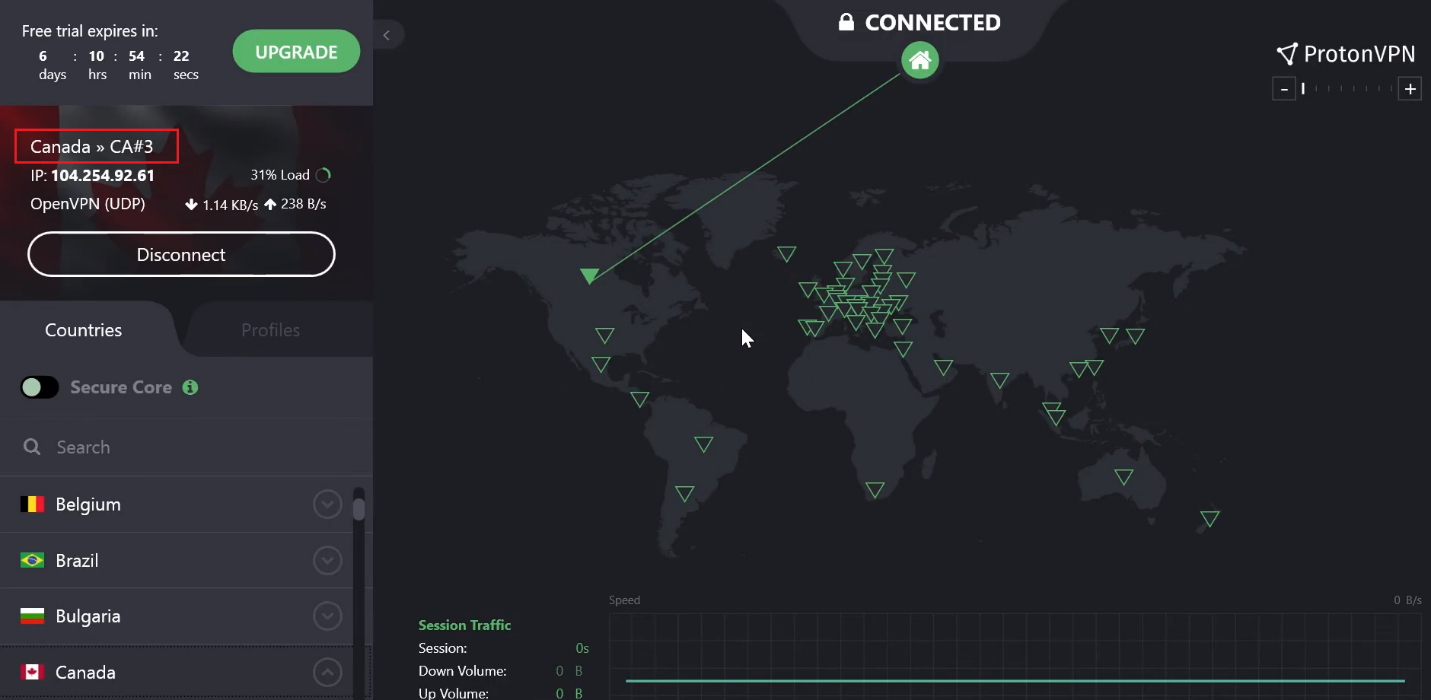 Free trial expires in:
6 : 10 : 54 : 22
days hrs min secs
UPGRADE
Canada » CA#3
IP: 104.254.92.61
31% Load
OpenVPN (UDP)
1.14 KB/s 238 B/s
Disconnect
Countries
Profiles
Secure Core
Search
Belgium
Brazil
Bulgaria
Canada
CONNECTED
ProtonVPN
- +
Speed 0 B/s
Session Traffic
Session: 0s
Down Volume: 0 B
Up Volume: 0 B